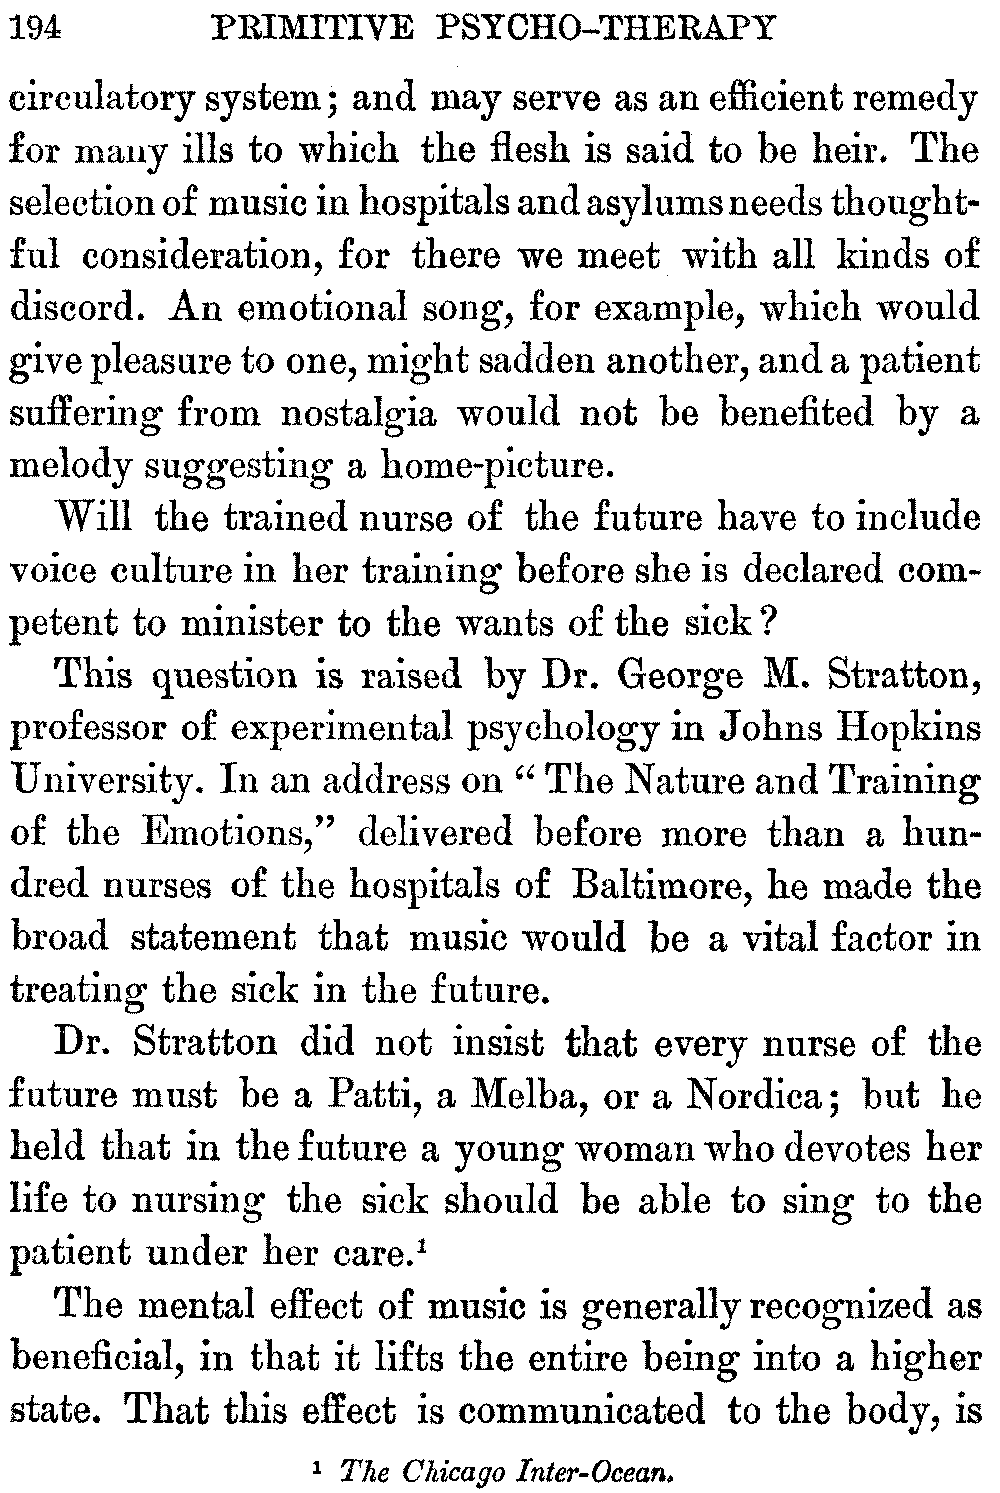 194 PRIMITIVE PSYCHO-THERAPY
circulatory system; and may serve as an efficient remedy
for many ills to which the flesh is said to be heir. The
selection of music in hospitals and asylums needs thought-
ful consideration, for there we meet with all kinds of
discord. An emotional song, for example, which would
give pleasure to one, might sadden another, and a patient
suffering from nostalgia would not be benefited by a
melody suggesting a home-picture.
Will the trained nurse of the future have to include
voice culture in her training before she is declared com-
petent to minister to the wants of the sick?
This question is raised by Dr. George M. Stratton,
professor of experimental psychology in Johns Hopkins
University. In an address on “ The Nature and Training
of the Emotions,” delivered before more than a hun-
dred nurses of the hospitals of Baltimore, he made the
broad statement that music would be a vital factor in
treating the sick in the future.
Dr. Stratton did not insist that every nurse of the
future must be a Patti, a Melba, or a Nordica; but he
held that in the future a young woman who devotes her
life to nursing the sick should be able to sing to the
patient under her care.¹
The mental effect of music is generally recognized as
beneficial, in that it lifts the entire being into a higher
state. That this effect is communicated to the body, is
¹ The Chicago Inter-Ocean.